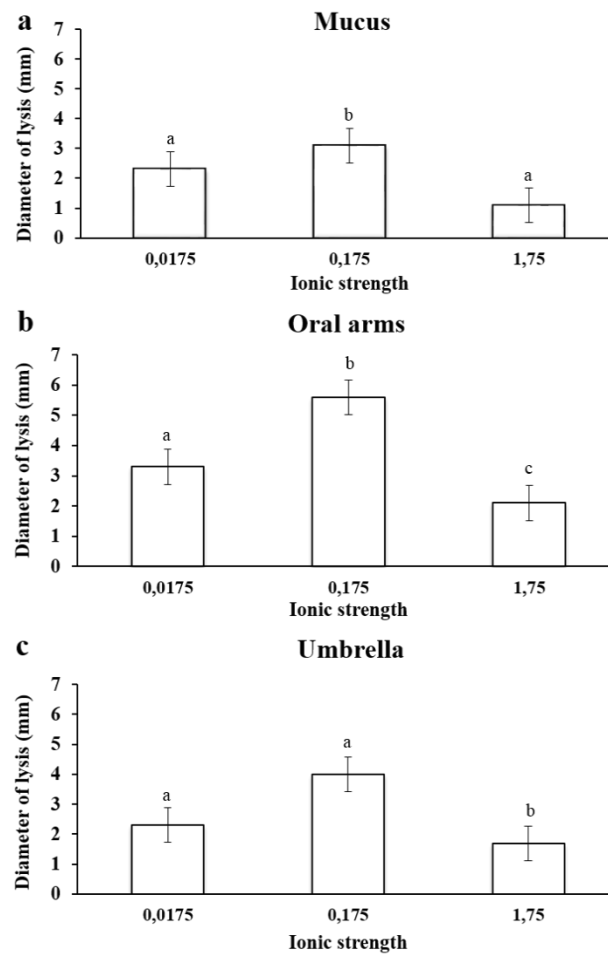 a
Mucus
Diameter of lysis (mm)
7
6
5
4
3
2
1
0
a
b
a
0,0175
0,175
1,75
Ionic strength
b
Oral arms
Diameter of lysis (mm)
7
6
5
4
3
2
1
0
a
b
c
0,0175
0,175
1,75
Ionic strength
c
Umbrella
Diameter of lysis (mm)
7
6
5
4
3
2
1
0
a
a
b
0,0175
0,175
1,75
Ionic strength